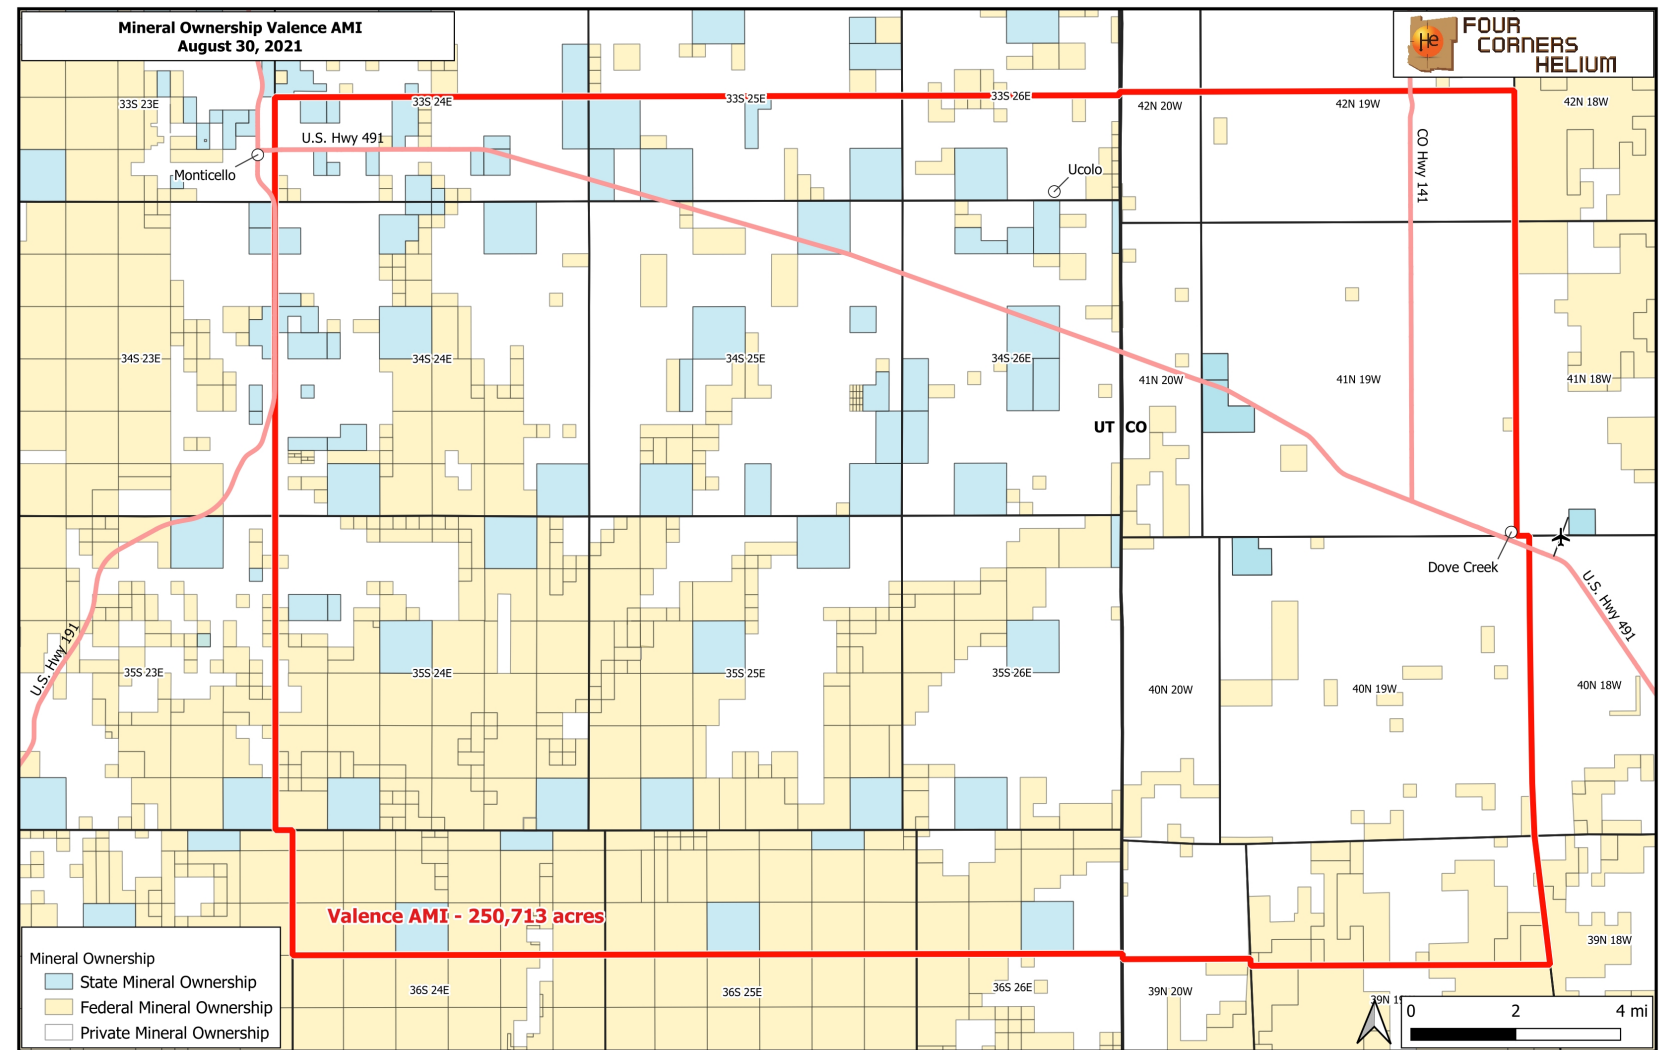 Mineral Ownership Valence AMI
August 30, 2021
He
FOUR
CORNERS
HELIUM
33S 23E
33S 24E
33S 25E
33S 26E
42N 20W
42N 19W
42N 18W
U.S. Hwy 491
CO Hwy 141
Monticello
Ucolo
34S 23E
34S 24E
34S 25E
34S 26E
41N 20W
41N 19W
41N 18W
UT CO
Dove Creek
U.S. Hwy 491
U.S. Hwy 191
35S 23E
35S 24E
35S 25E
35S 26E
40N 20W
40N 19W
40N 18W
Valence AMI - 250,713 acres
39N 18W
36S 24E
36S 25E
36S 26E
39N 20W
39N 19
Mineral Ownership
State Mineral Ownership
Federal Mineral Ownership
Private Mineral Ownership
0 2 4 mi